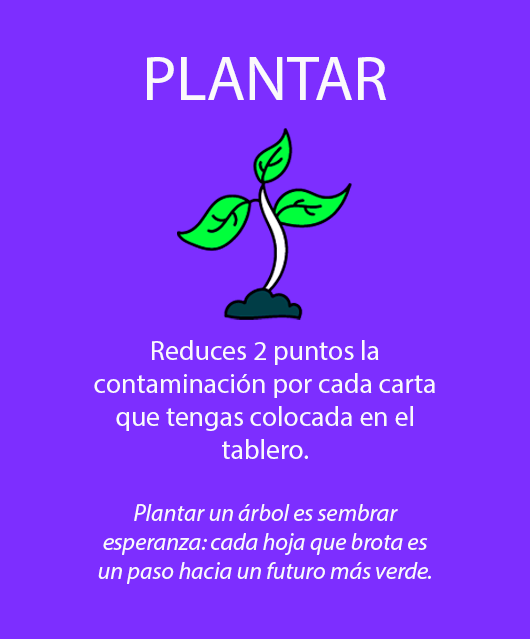 PLANTAR
Reduces 2 puntos la
contaminación por cada carta
que tengas colocada en el
tablero.
Plantar un árbol es sembrar
esperanza: cada hoja que brota es
un paso hacia un futuro más verde.